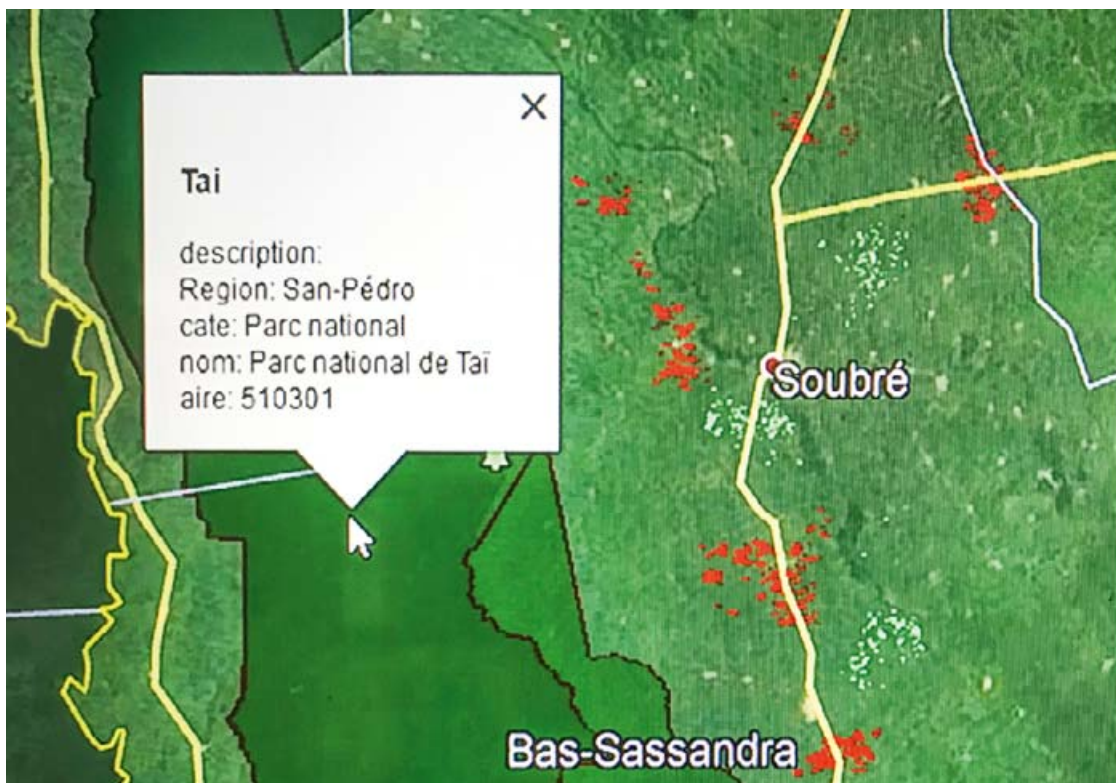 X
Tai
description:
Region: San-Pédro
cate: Parc national
nom: Parc national de Taï
aire: 510301
Soubré
Bas-Sassandra